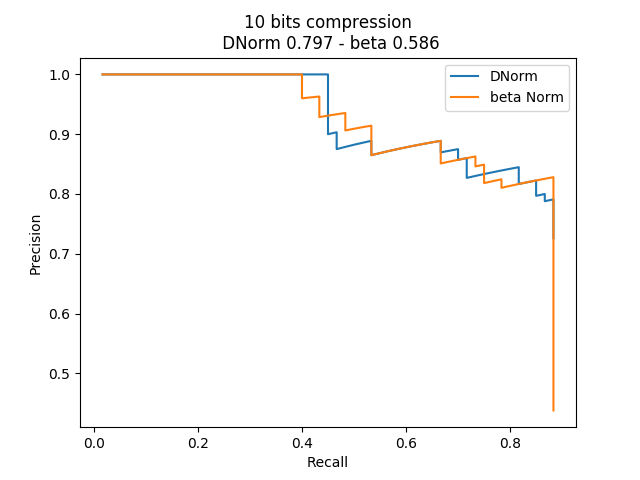 10 bits compression
DNorm 0.797 - beta 0.586
DNorm
beta Norm
1.0
0.9
0.8
0.7
0.6
0.5
Precision
0.0 0.2 0.4 0.6 0.8
Recall